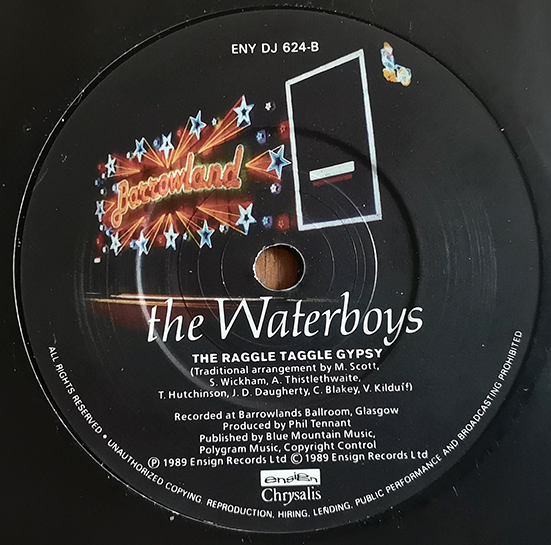 ENY DJ 624-B
Barrowland
the Waterboys
THE RAGGLE TAGGLE GYPSY
(Traditional arrangement by M. Scott,
S. Wickham, A. Thistlethwaite,
T. Hutchinson, J. D. Daugherty, C. Blakey, V. Kilduff)
Recorded at Barrowlands Ballroom, Glasgow
Produced by Phil Tennant
Published by Blue Mountain Music,
Polygram Music, Copyright Control
℗ 1989 Ensign Records Ltd © 1989 Ensign Records Ltd
ensign
Chrysalis
ALL RIGHTS RESERVED • UNAUTHORIZED COPYING, REPRODUCTION, HIRING, LENDING, PUBLIC PERFORMANCE AND BROADCASTING PROHIBITED